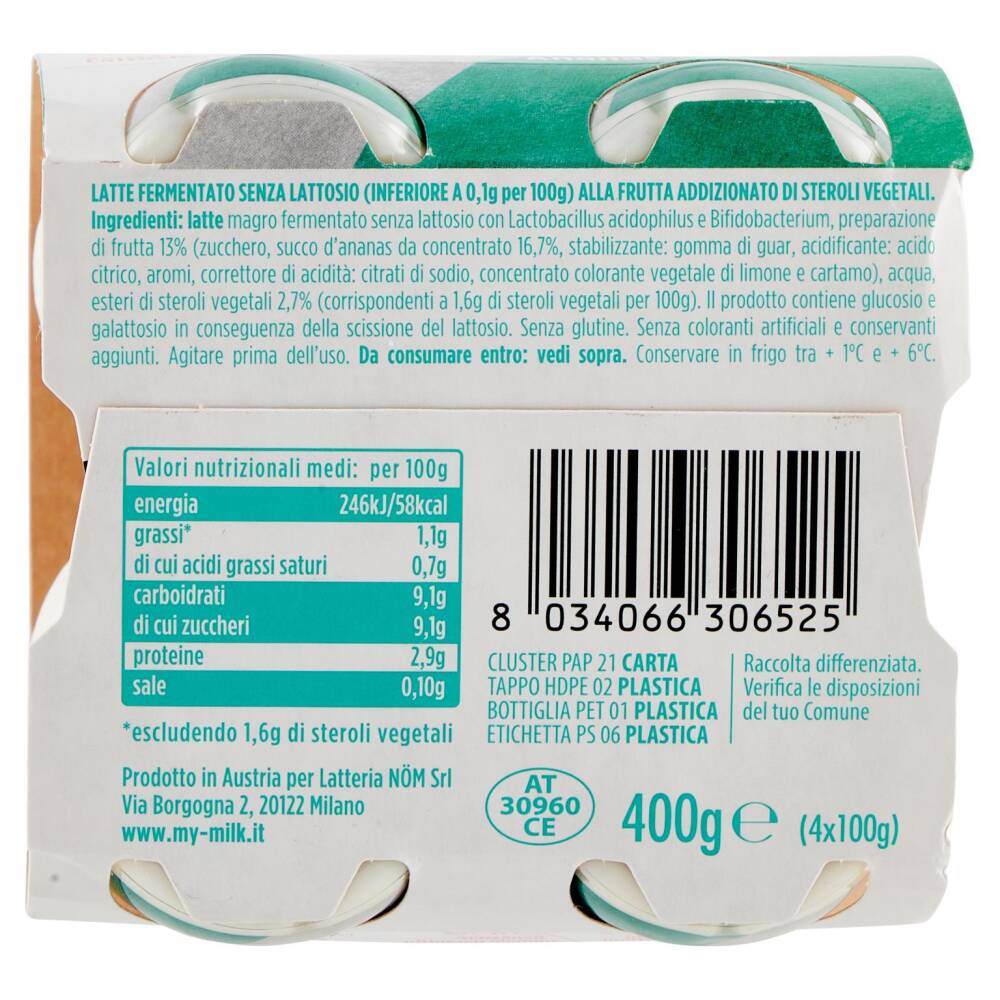 LATTE FERMENTATO SENZA LATTOSIO (INFERIORE A 0,1g per 100g) ALLA FRUTTA ADDIZIONATO DI STEROLI VEGETALI.
Ingredienti: latte magro fermentato senza lattosio con Lactobacillus acidophilus e Bifidobacterium, preparazione
di frutta 13% (zucchero, succo d'ananas da concentrato 16,7%, stabilizzante: gomma di guar, acidificante: acido
citrico, aromi, correttore di acidità: citrati di sodio, concentrato colorante vegetale di limone e cartamo), acqua,
esteri di steroli vegetali 2,7% (corrispondenti a 1,6g di steroli vegetali per 100g). Il prodotto contiene glucosio e
galattosio in conseguenza della scissione del lattosio. Senza glutine. Senza coloranti artificiali e conservanti
aggiunti. Agitare prima dell'uso. Da consumare entro: vedi sopra. Conservare in frigo tra + 1°C e + 6°C.
Valori nutrizionali medi: per 100g
energia 246kJ/58kcal
grassi* 1,1g
di cui acidi grassi saturi 0,7g
carboidrati 9,1g
di cui zuccheri 9,1g
proteine 2,9g
sale 0,10g
*escludendo 1,6g di steroli vegetali
Prodotto in Austria per Latteria NÖM Srl
Via Borgogna 2, 20122 Milano
www.my-milk.it
8 034066 306525
CLUSTER PAP 21 CARTA
TAPPO HDPE 02 PLASTICA
BOTTIGLIA PET 01 PLASTICA
ETICHETTA PS 06 PLASTICA
Raccolta differenziata.
Verifica le disposizioni
del tuo Comune
AT
30960
CE
400g ℮ (4x100g)